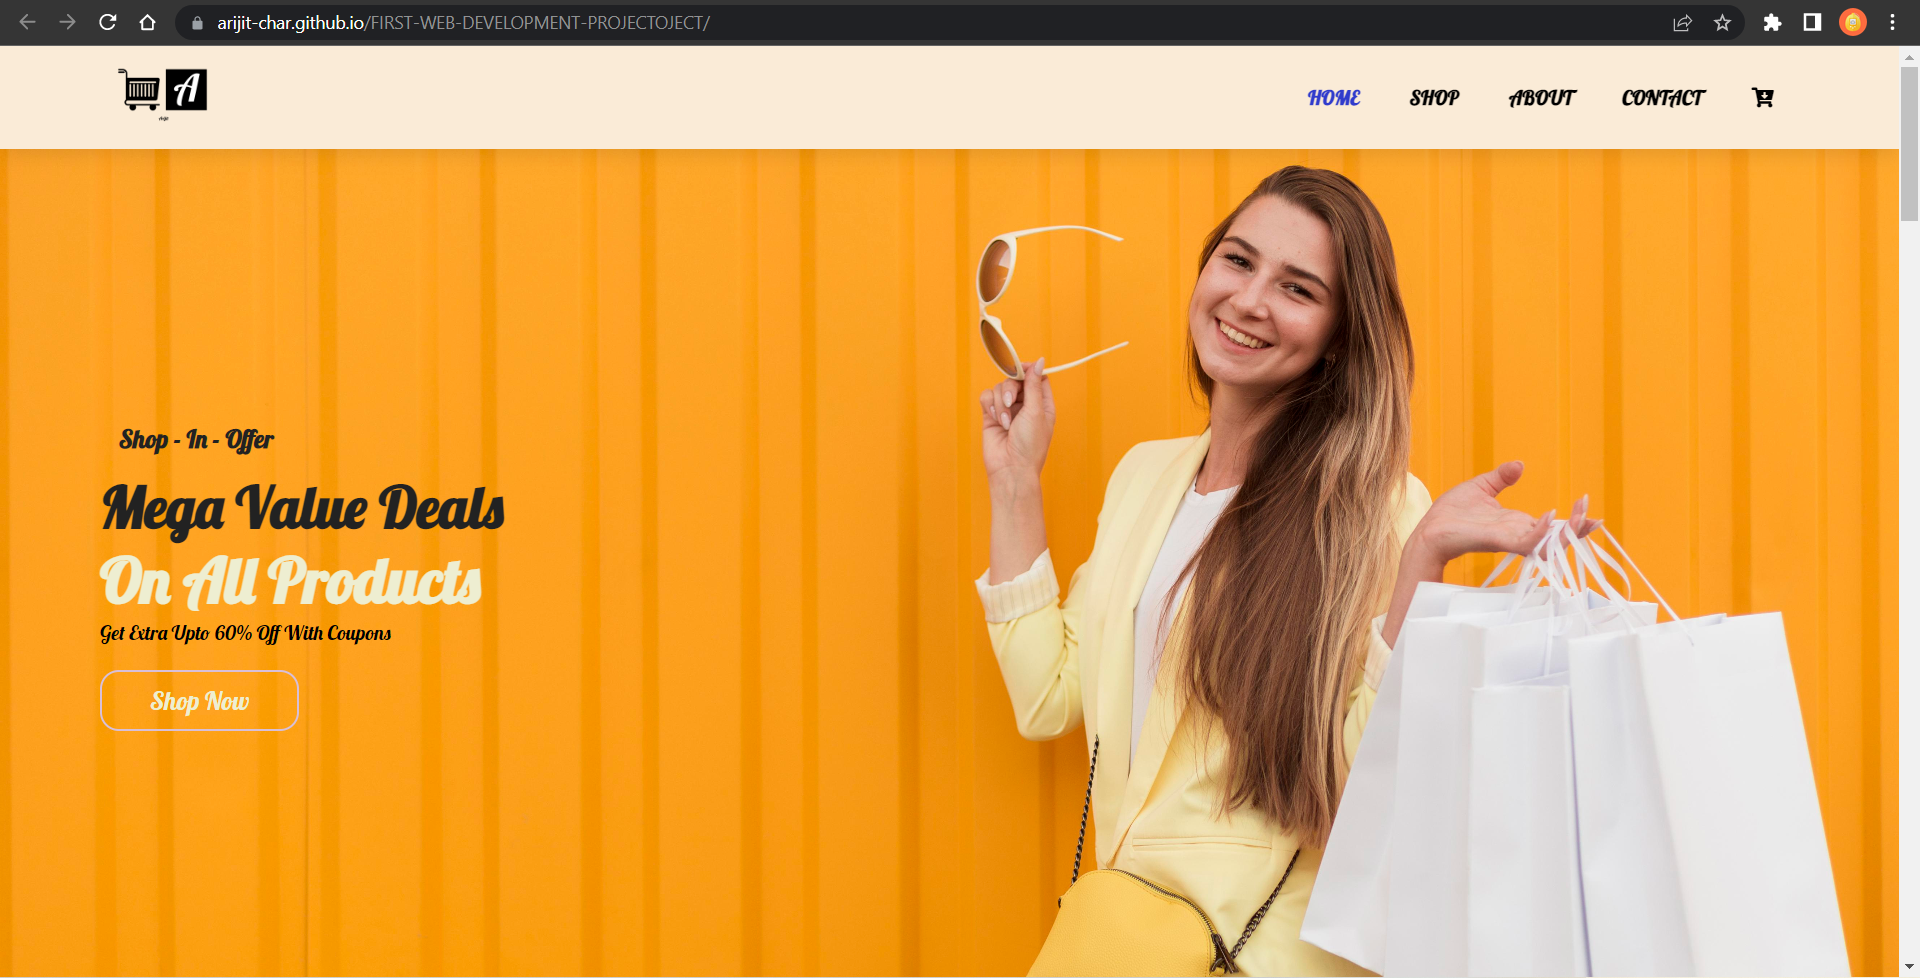 arijit-char.github.io/FIRST-WEB-DEVELOPMENT-PROJECTOJECT/
A
Arijit
HOME SHOP ABOUT CONTACT
Shop - In - Offer
Mega Value Deals
On All Products
Get Extra Upto 60% Off With Coupons
Shop Now